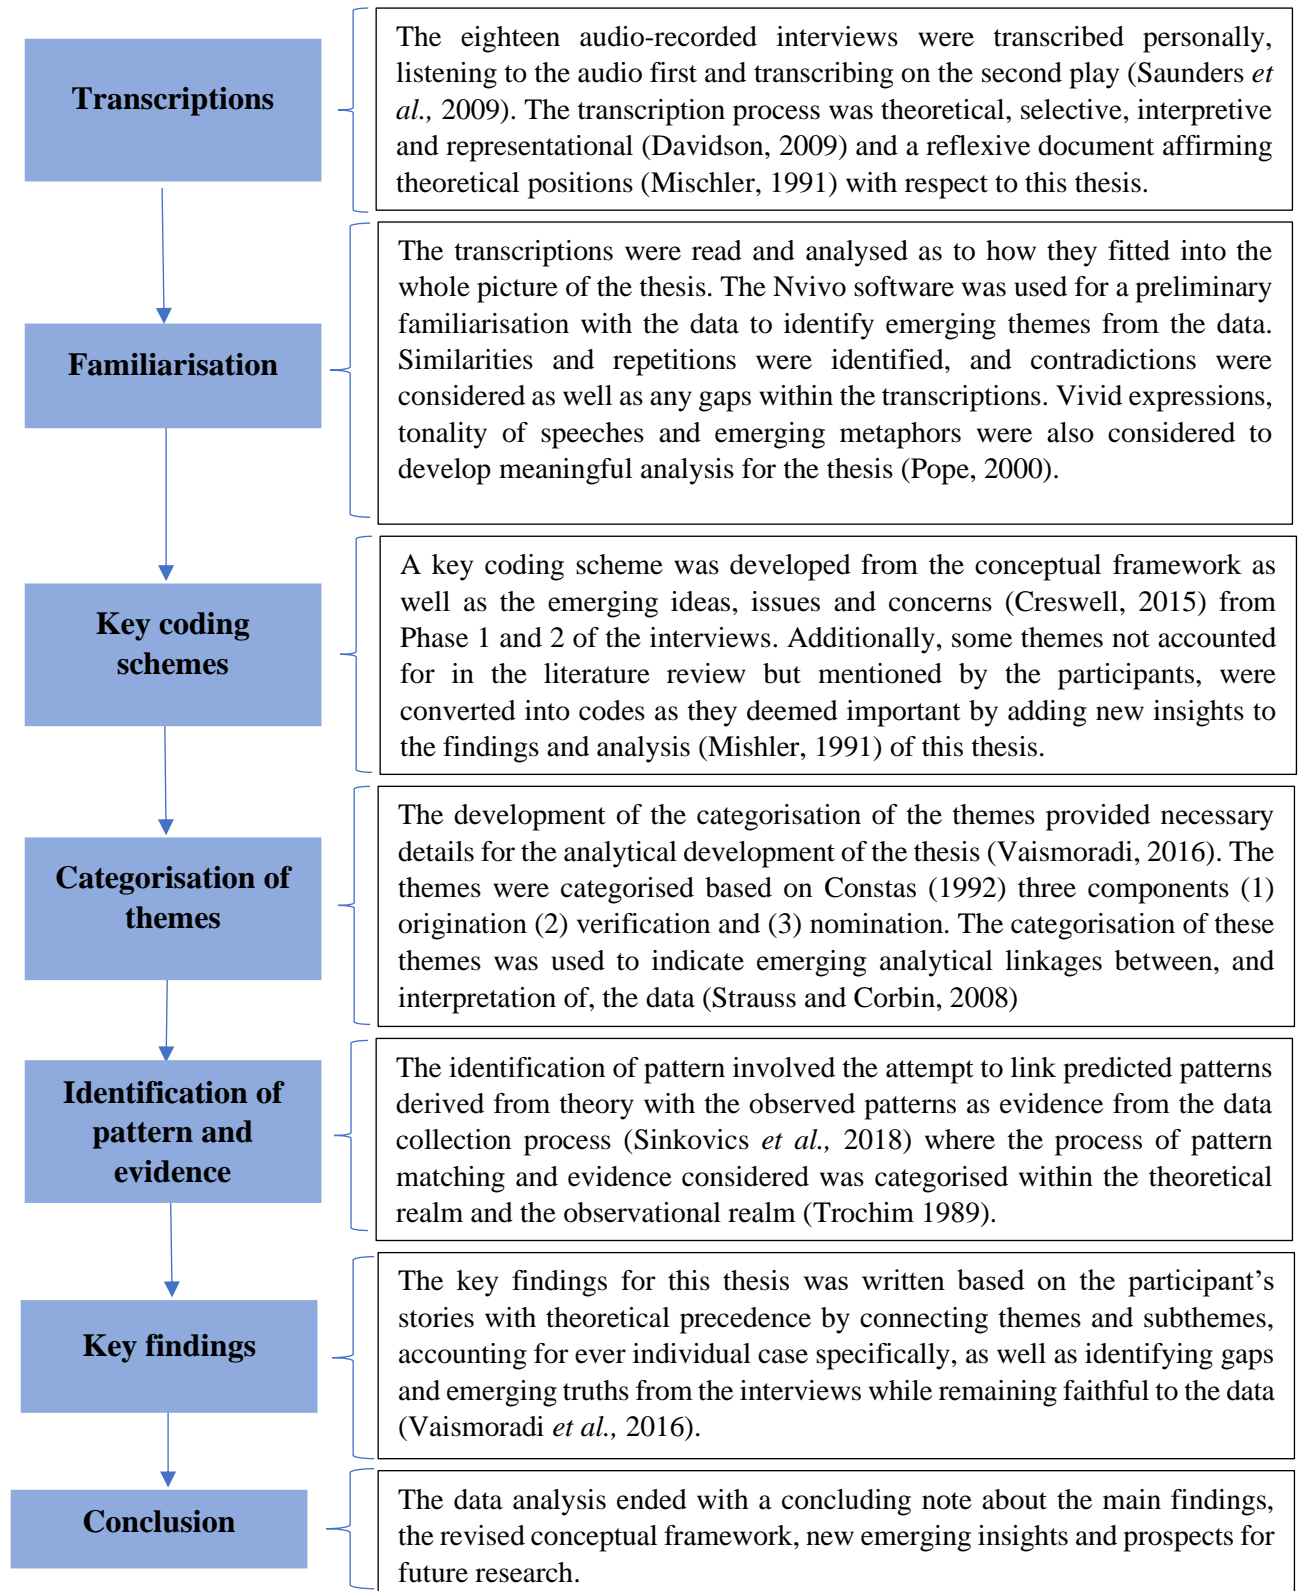 Transcriptions
The eighteen audio-recorded interviews were transcribed personally,
listening to the audio first and transcribing on the second play (Saunders et
al., 2009). The transcription process was theoretical, selective, interpretive
and representational (Davidson, 2009) and a reflexive document affirming
theoretical positions (Mischler, 1991) with respect to this thesis.
Familiarisation
The transcriptions were read and analysed as to how they fitted into the
whole picture of the thesis. The Nvivo software was used for a preliminary
familiarisation with the data to identify emerging themes from the data.
Similarities and repetitions were identified, and contradictions were
considered as well as any gaps within the transcriptions. Vivid expressions,
tonality of speeches and emerging metaphors were also considered to
develop meaningful analysis for the thesis (Pope, 2000).
Key coding
schemes
A key coding scheme was developed from the conceptual framework as
well as the emerging ideas, issues and concerns (Creswell, 2015) from
Phase 1 and 2 of the interviews. Additionally, some themes not accounted
for in the literature review but mentioned by the participants, were
converted into codes as they deemed important by adding new insights to
the findings and analysis (Mishler, 1991) of this thesis.
Categorisation of
themes
The development of the categorisation of the themes provided necessary
details for the analytical development of the thesis (Vaismoradi, 2016). The
themes were categorised based on Constas (1992) three components (1)
origination (2) verification and (3) nomination. The categorisation of these
themes was used to indicate emerging analytical linkages between, and
interpretation of, the data (Strauss and Corbin, 2008)
Identification of
pattern and
evidence
The identification of pattern involved the attempt to link predicted patterns
derived from theory with the observed patterns as evidence from the data
collection process (Sinkovics et al., 2018) where the process of pattern
matching and evidence considered was categorised within the theoretical
realm and the observational realm (Trochim 1989).
Key findings
The key findings for this thesis was written based on the participant’s
stories with theoretical precedence by connecting themes and subthemes,
accounting for ever individual case specifically, as well as identifying gaps
and emerging truths from the interviews while remaining faithful to the data
(Vaismoradi et al., 2016).
Conclusion
The data analysis ended with a concluding note about the main findings,
the revised conceptual framework, new emerging insights and prospects for
future research.